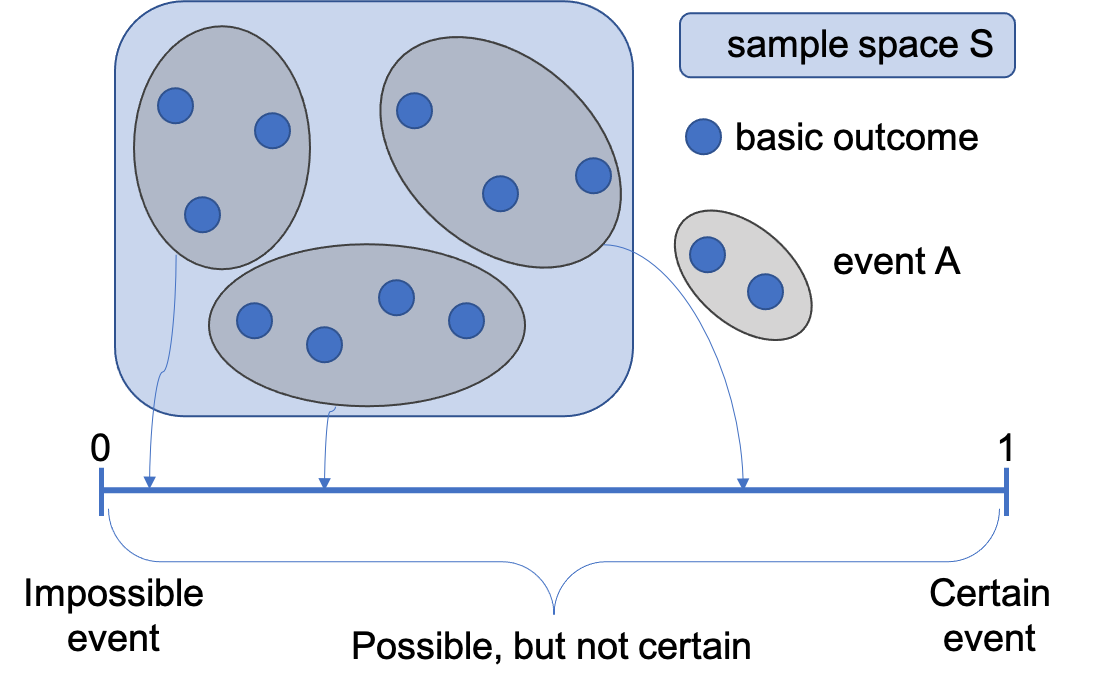 sample space S
basic outcome
event A
0
1
Impossible
event
Possible, but not certain
Certain
event